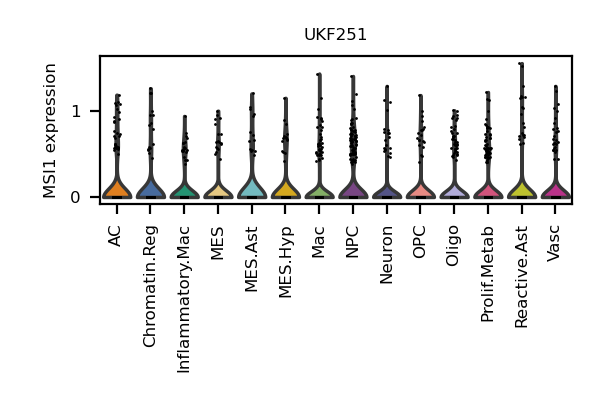 UKF251
MSI1 expression
1
0
AC
Chromatin.Reg
Inflammatory.Mac
MES
MES.Ast
MES.Hyp
Mac
NPC
Neuron
OPC
Oligo
Prolif.Metab
Reactive.Ast
Vasc